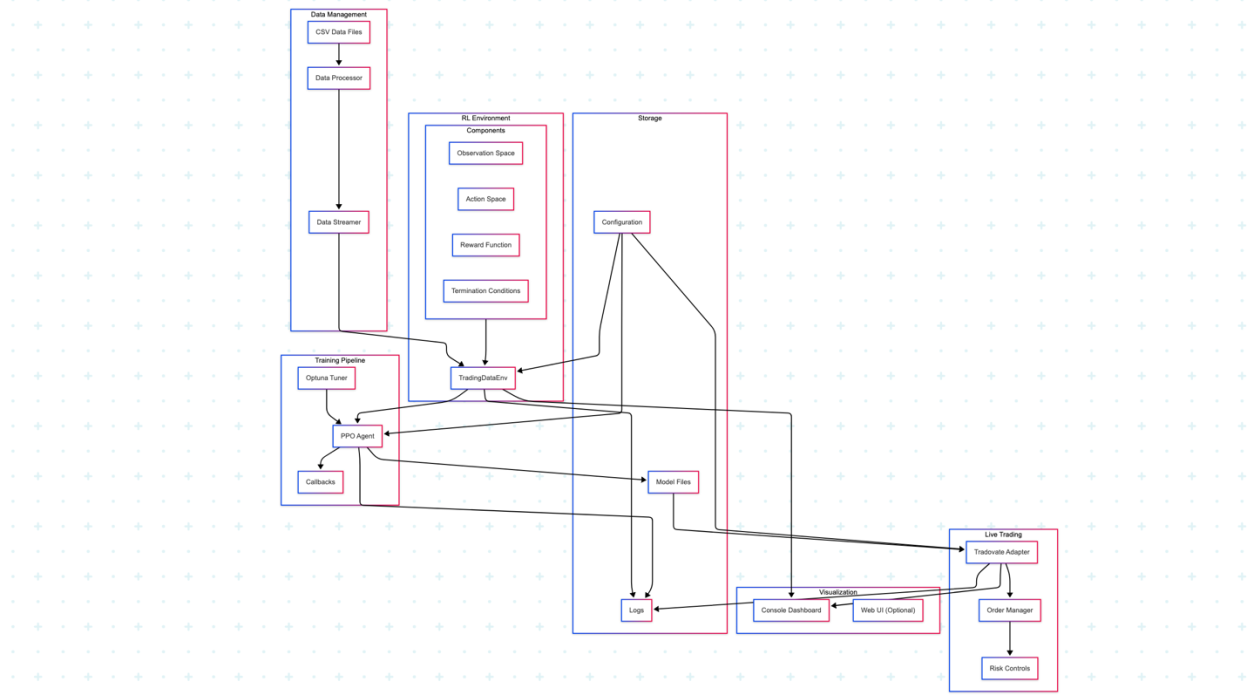 Data Management
CSV Data Files
Data Processor
Data Streamer
RL Environment
Components
Observation Space
Action Space
Reward Function
Termination Conditions
TradingDataEnv
Storage
Configuration
Model Files
Logs
Training Pipeline
Optuna Tuner
PPO Agent
Callbacks
Visualization
Console Dashboard
Web UI (Optional)
Live Trading
Tradovate Adapter
Order Manager
Risk Controls